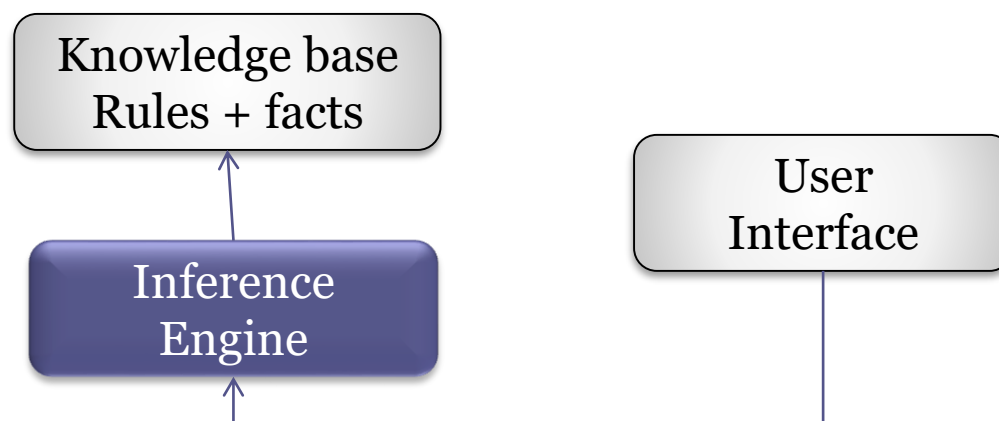 Knowledge base
Rules + facts
User
Interface
Inference
Engine